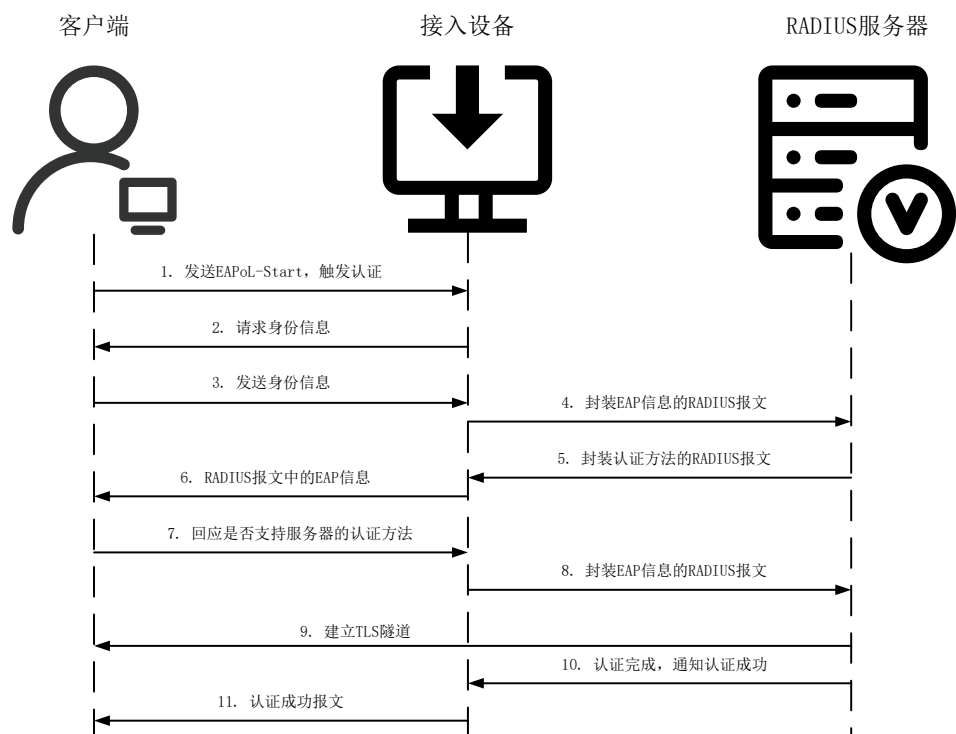 客户端
接入设备
RADIUS服务器
1. 发送EAPoL-Start，触发认证
2. 请求身份信息
3. 发送身份信息
4. 封装EAP信息的RADIUS报文
5. 封装认证方法的RADIUS报文
6. RADIUS报文中的EAP信息
7. 回应是否支持服务器的认证方法
8. 封装EAP信息的RADIUS报文
9. 建立TLS隧道
10. 认证完成，通知认证成功
11. 认证成功报文